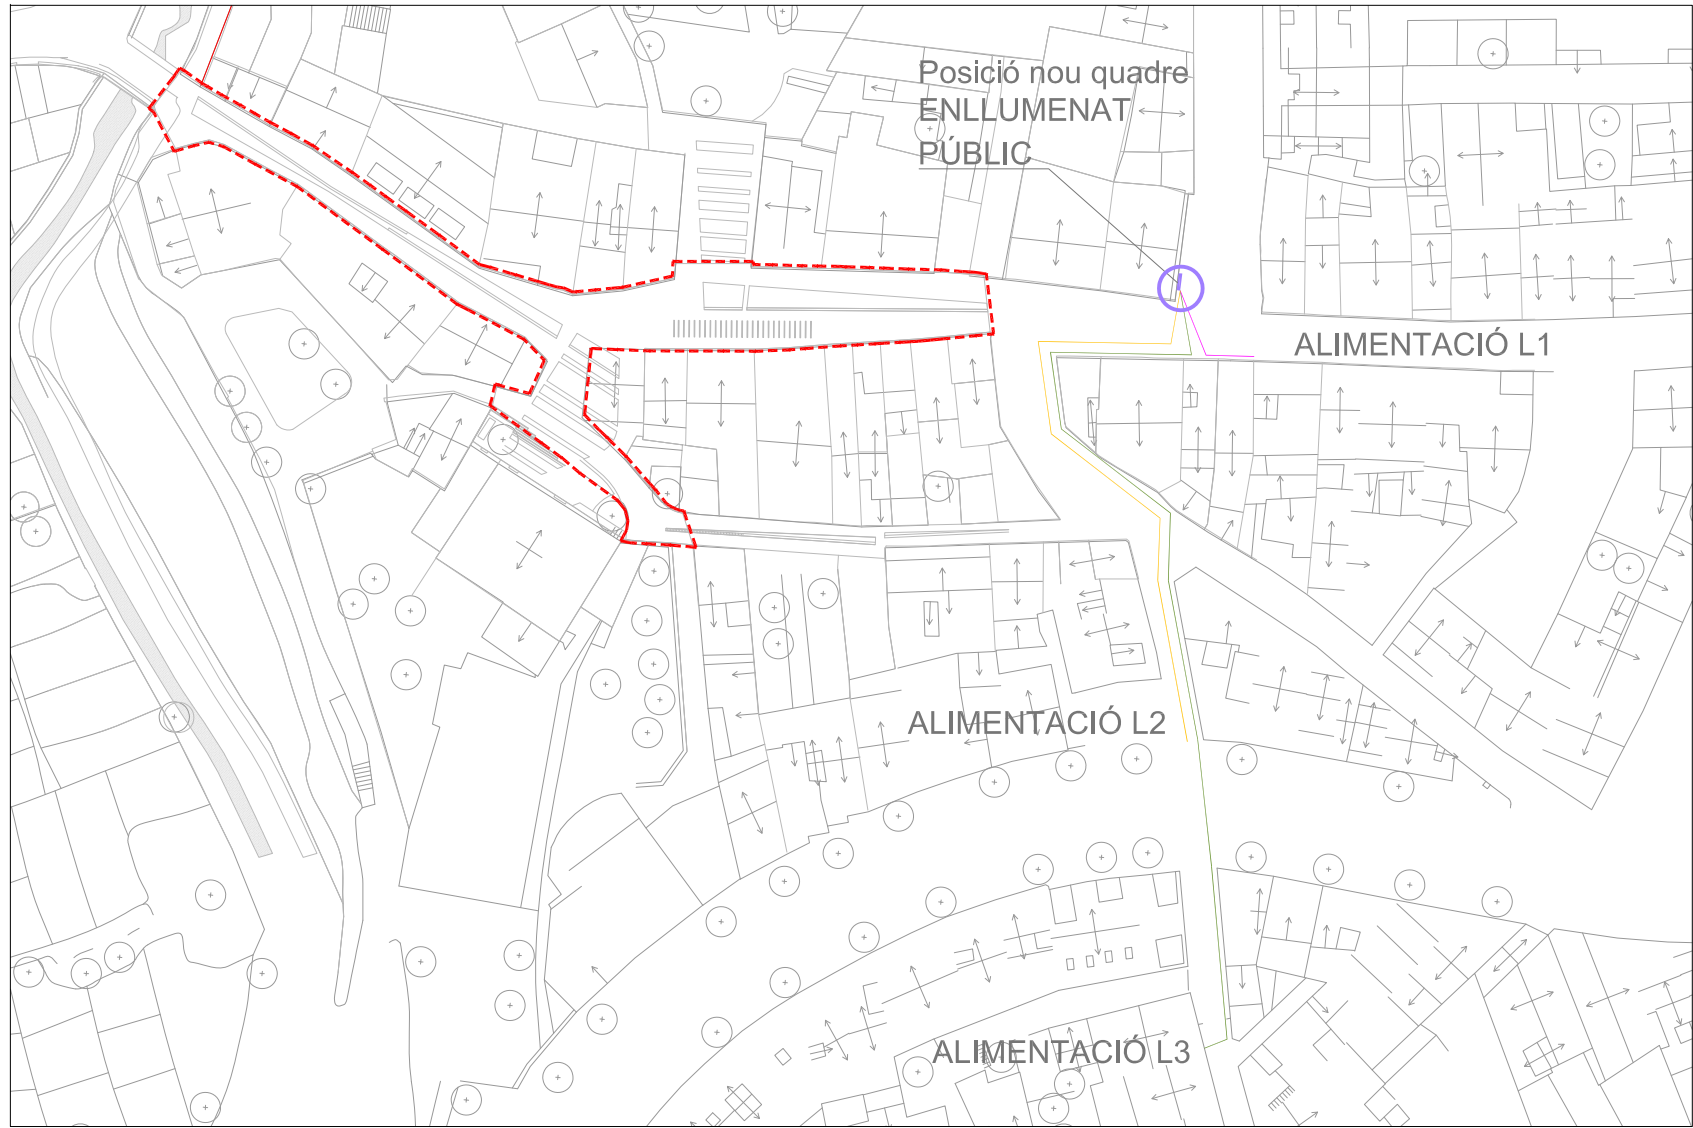 Posició nou quadre
ENLLUMENAT
PÚBLIC
ALIMENTACIÓ L1
ALIMENTACIÓ L2
ALIMENTACIÓ L3